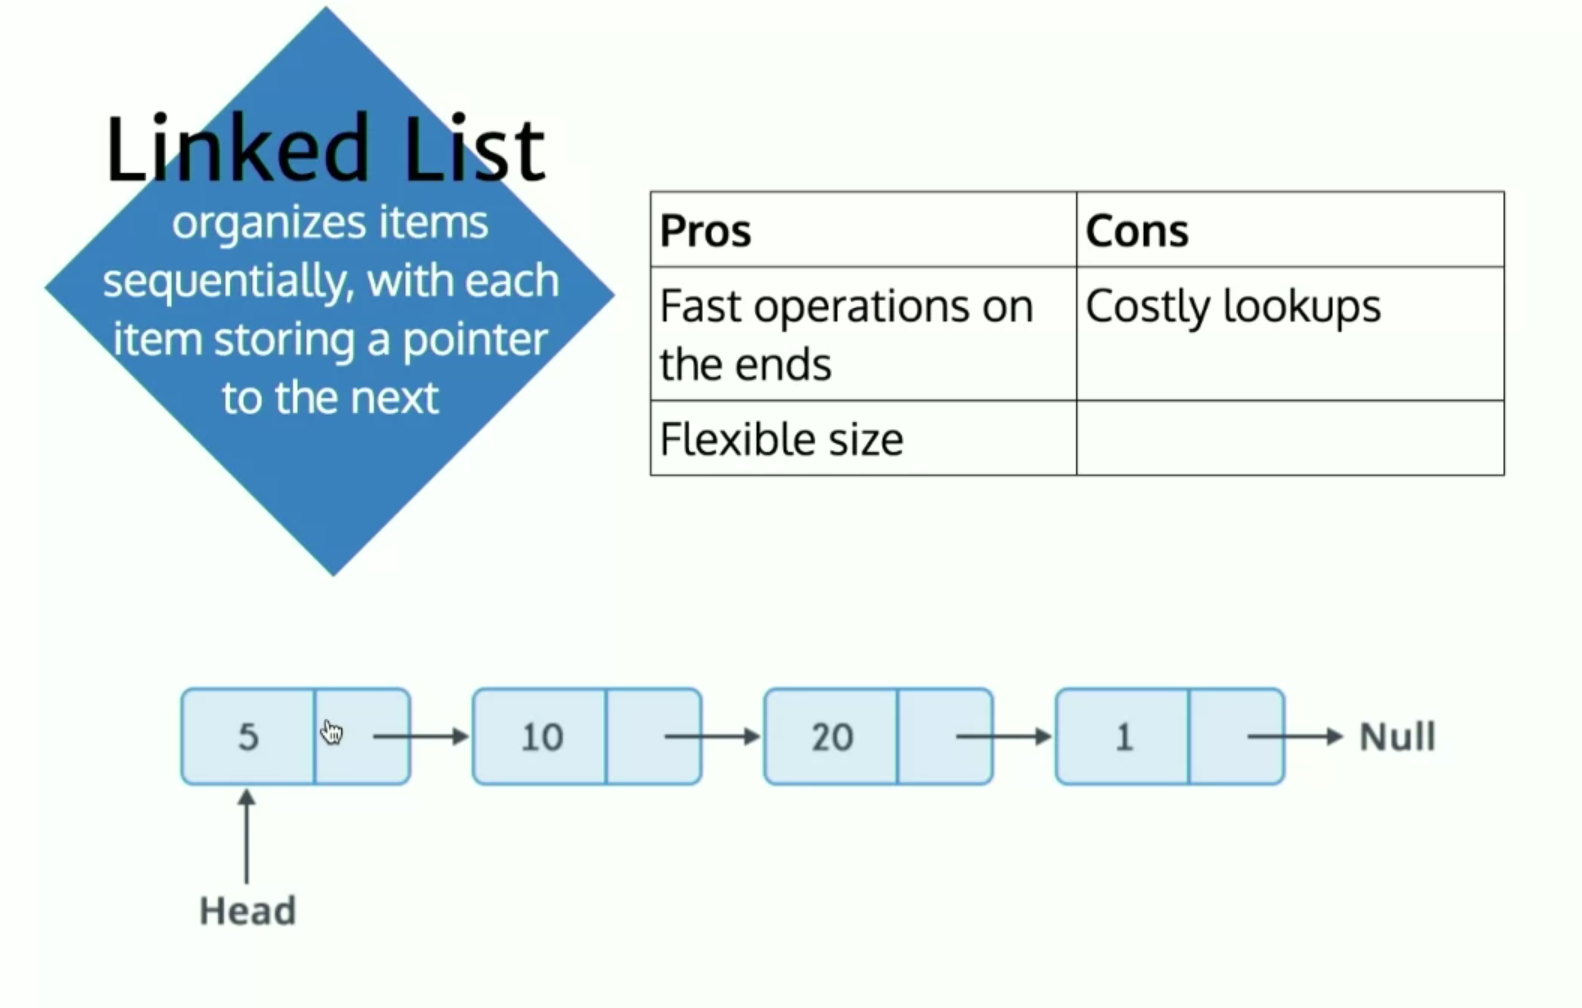 Linked List
organizes items
sequentially, with each
item storing a pointer
to the next
Pros
Cons
Fast operations on
the ends
Costly lookups
Flexible size
5
10
20
1
Null
Head